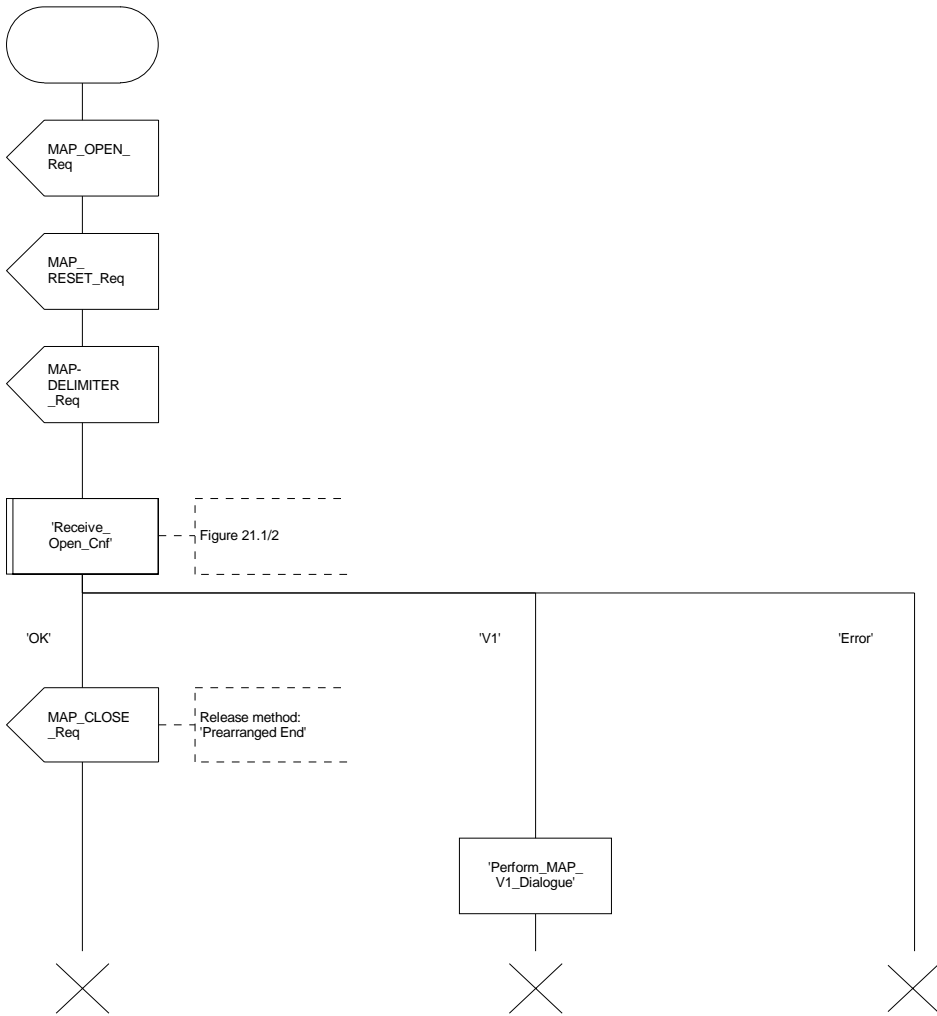 MAP_OPEN_
Req
MAP_
RESET_Req
MAP-
DELIMITER
_Req
'Receive_
Open_Cnf'
Figure 21.1/2
'OK'
'V1'
'Error'
MAP_CLOSE
_Req
Release method:
'Prearranged End'
'Perform_MAP_
V1_Dialogue'